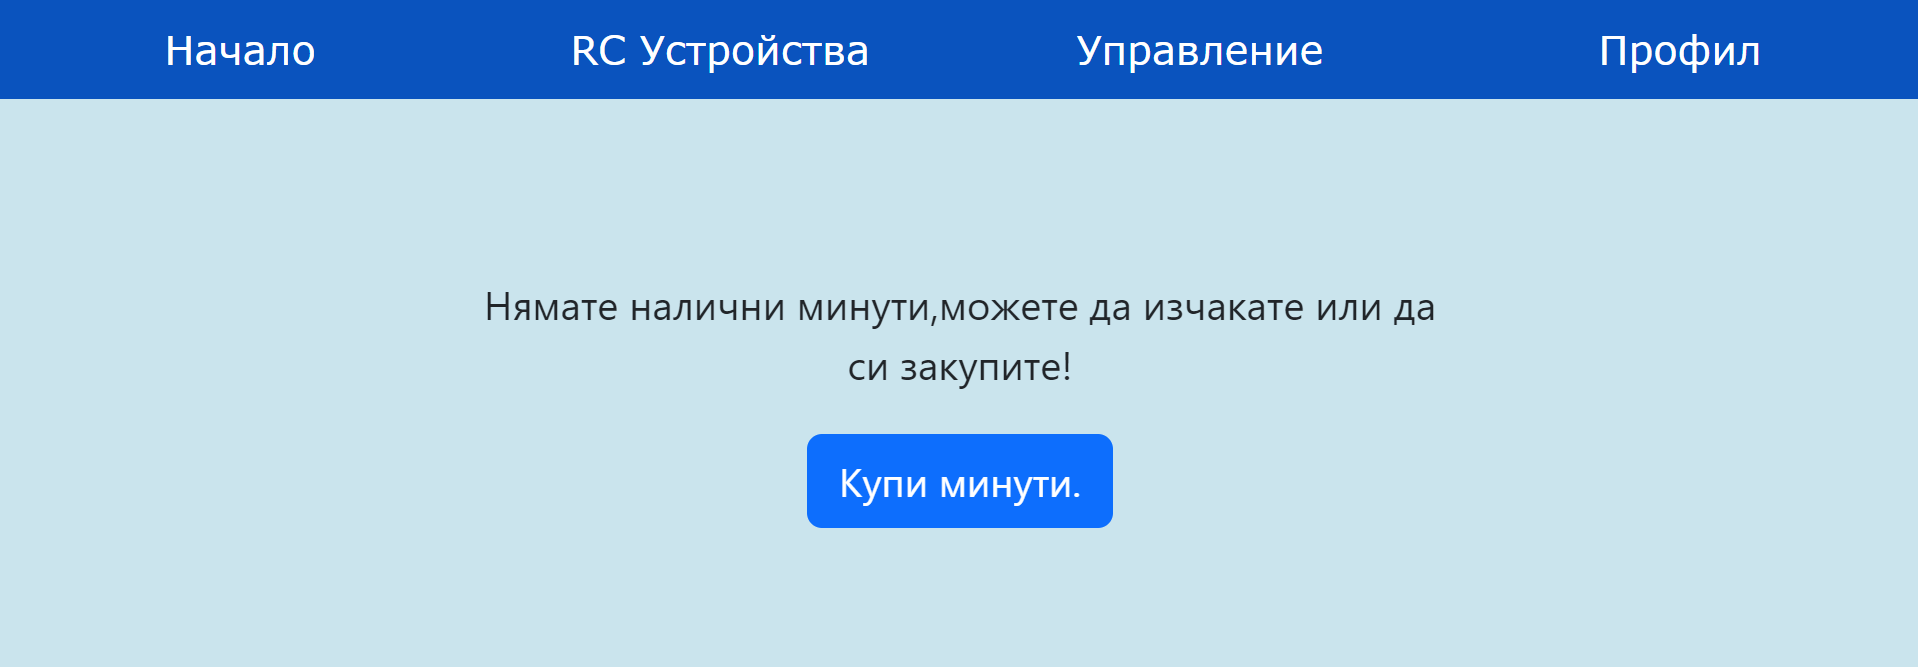 Начало RC Устройства Управление Профил
Нямате налични минути,можете да изчакате или да
си закупите!
Купи минути.